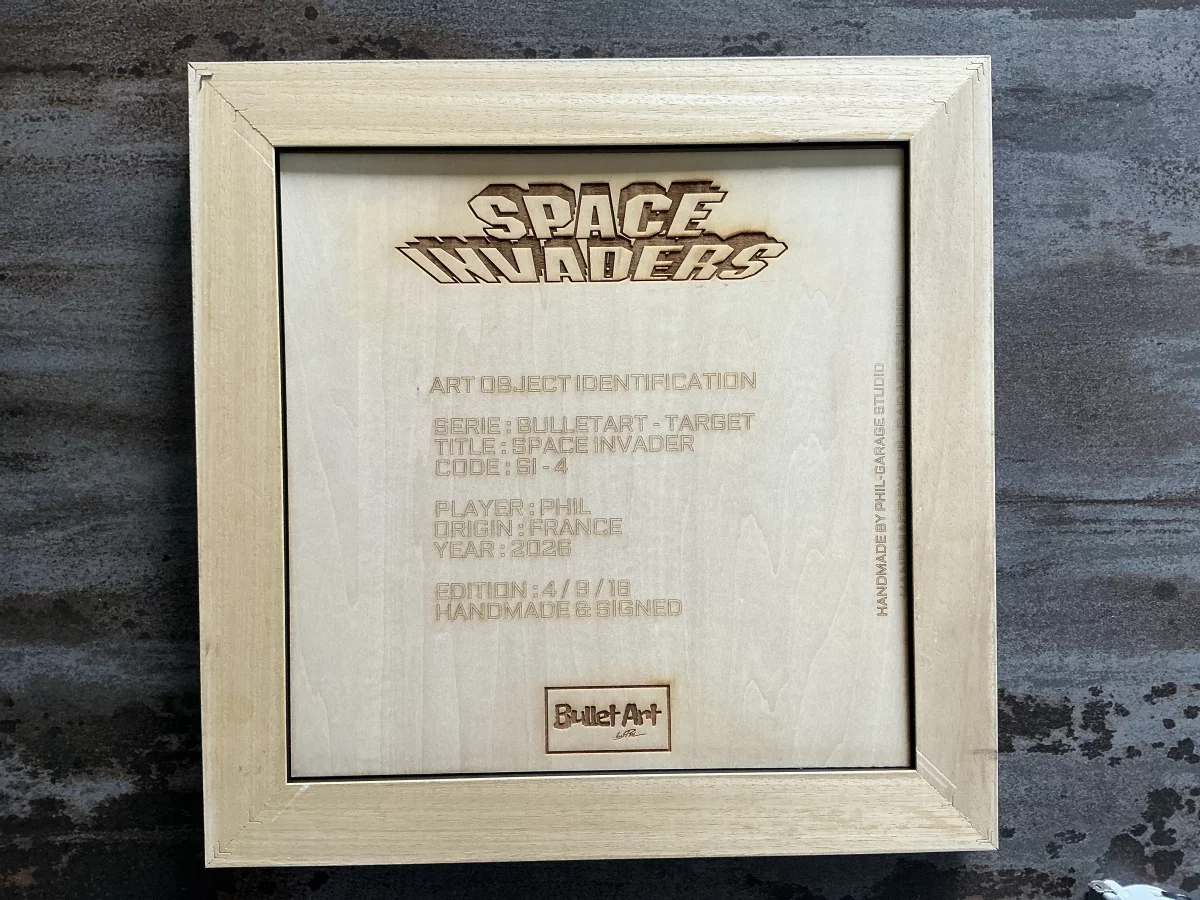 SPACE
INVADERS
ART OBJECT IDENTIFICATION
SERIE : BULLETART - TARGET
TITLE : SPACE INVADER
CODE : SI - 4
PLAYER : PHIL
ORIGIN : FRANCE
YEAR : 2026
EDITION : 4 / 9 / 16
HANDMADE & SIGNED
HANDMADE BY PHIL-GARAGE STUDIO
Bullet Art